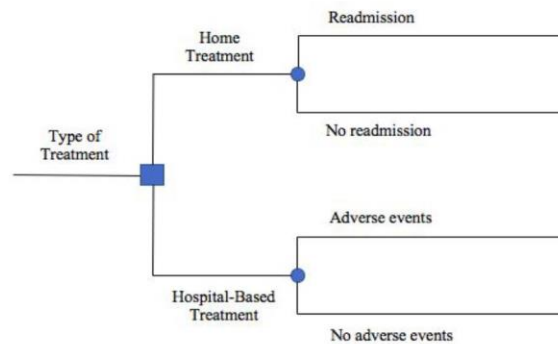 Readmission
Home
Treatment
No readmission
Type of
Treatment
Adverse events
Hospital-Based
Treatment
No adverse events